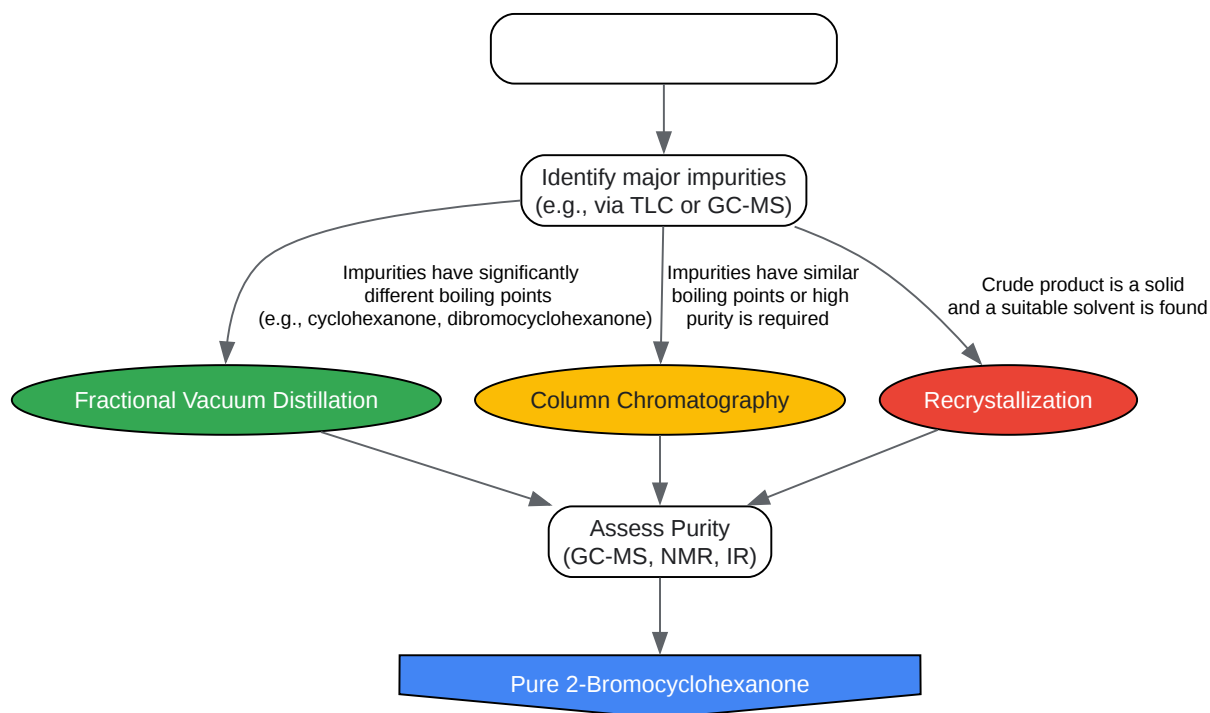 Identify major impurities
(e.g., via TLC or GC-MS)
Impurities have significantly
different boiling points
(e.g., cyclohexanone, dibromocyclohexanone)
Impurities have similar
boiling points or high
purity is required
Crude product is a solid
and a suitable solvent is found
Fractional Vacuum Distillation
Column Chromatography
Recrystallization
Assess Purity
(GC-MS, NMR, IR)
Pure 2-Bromocyclohexanone